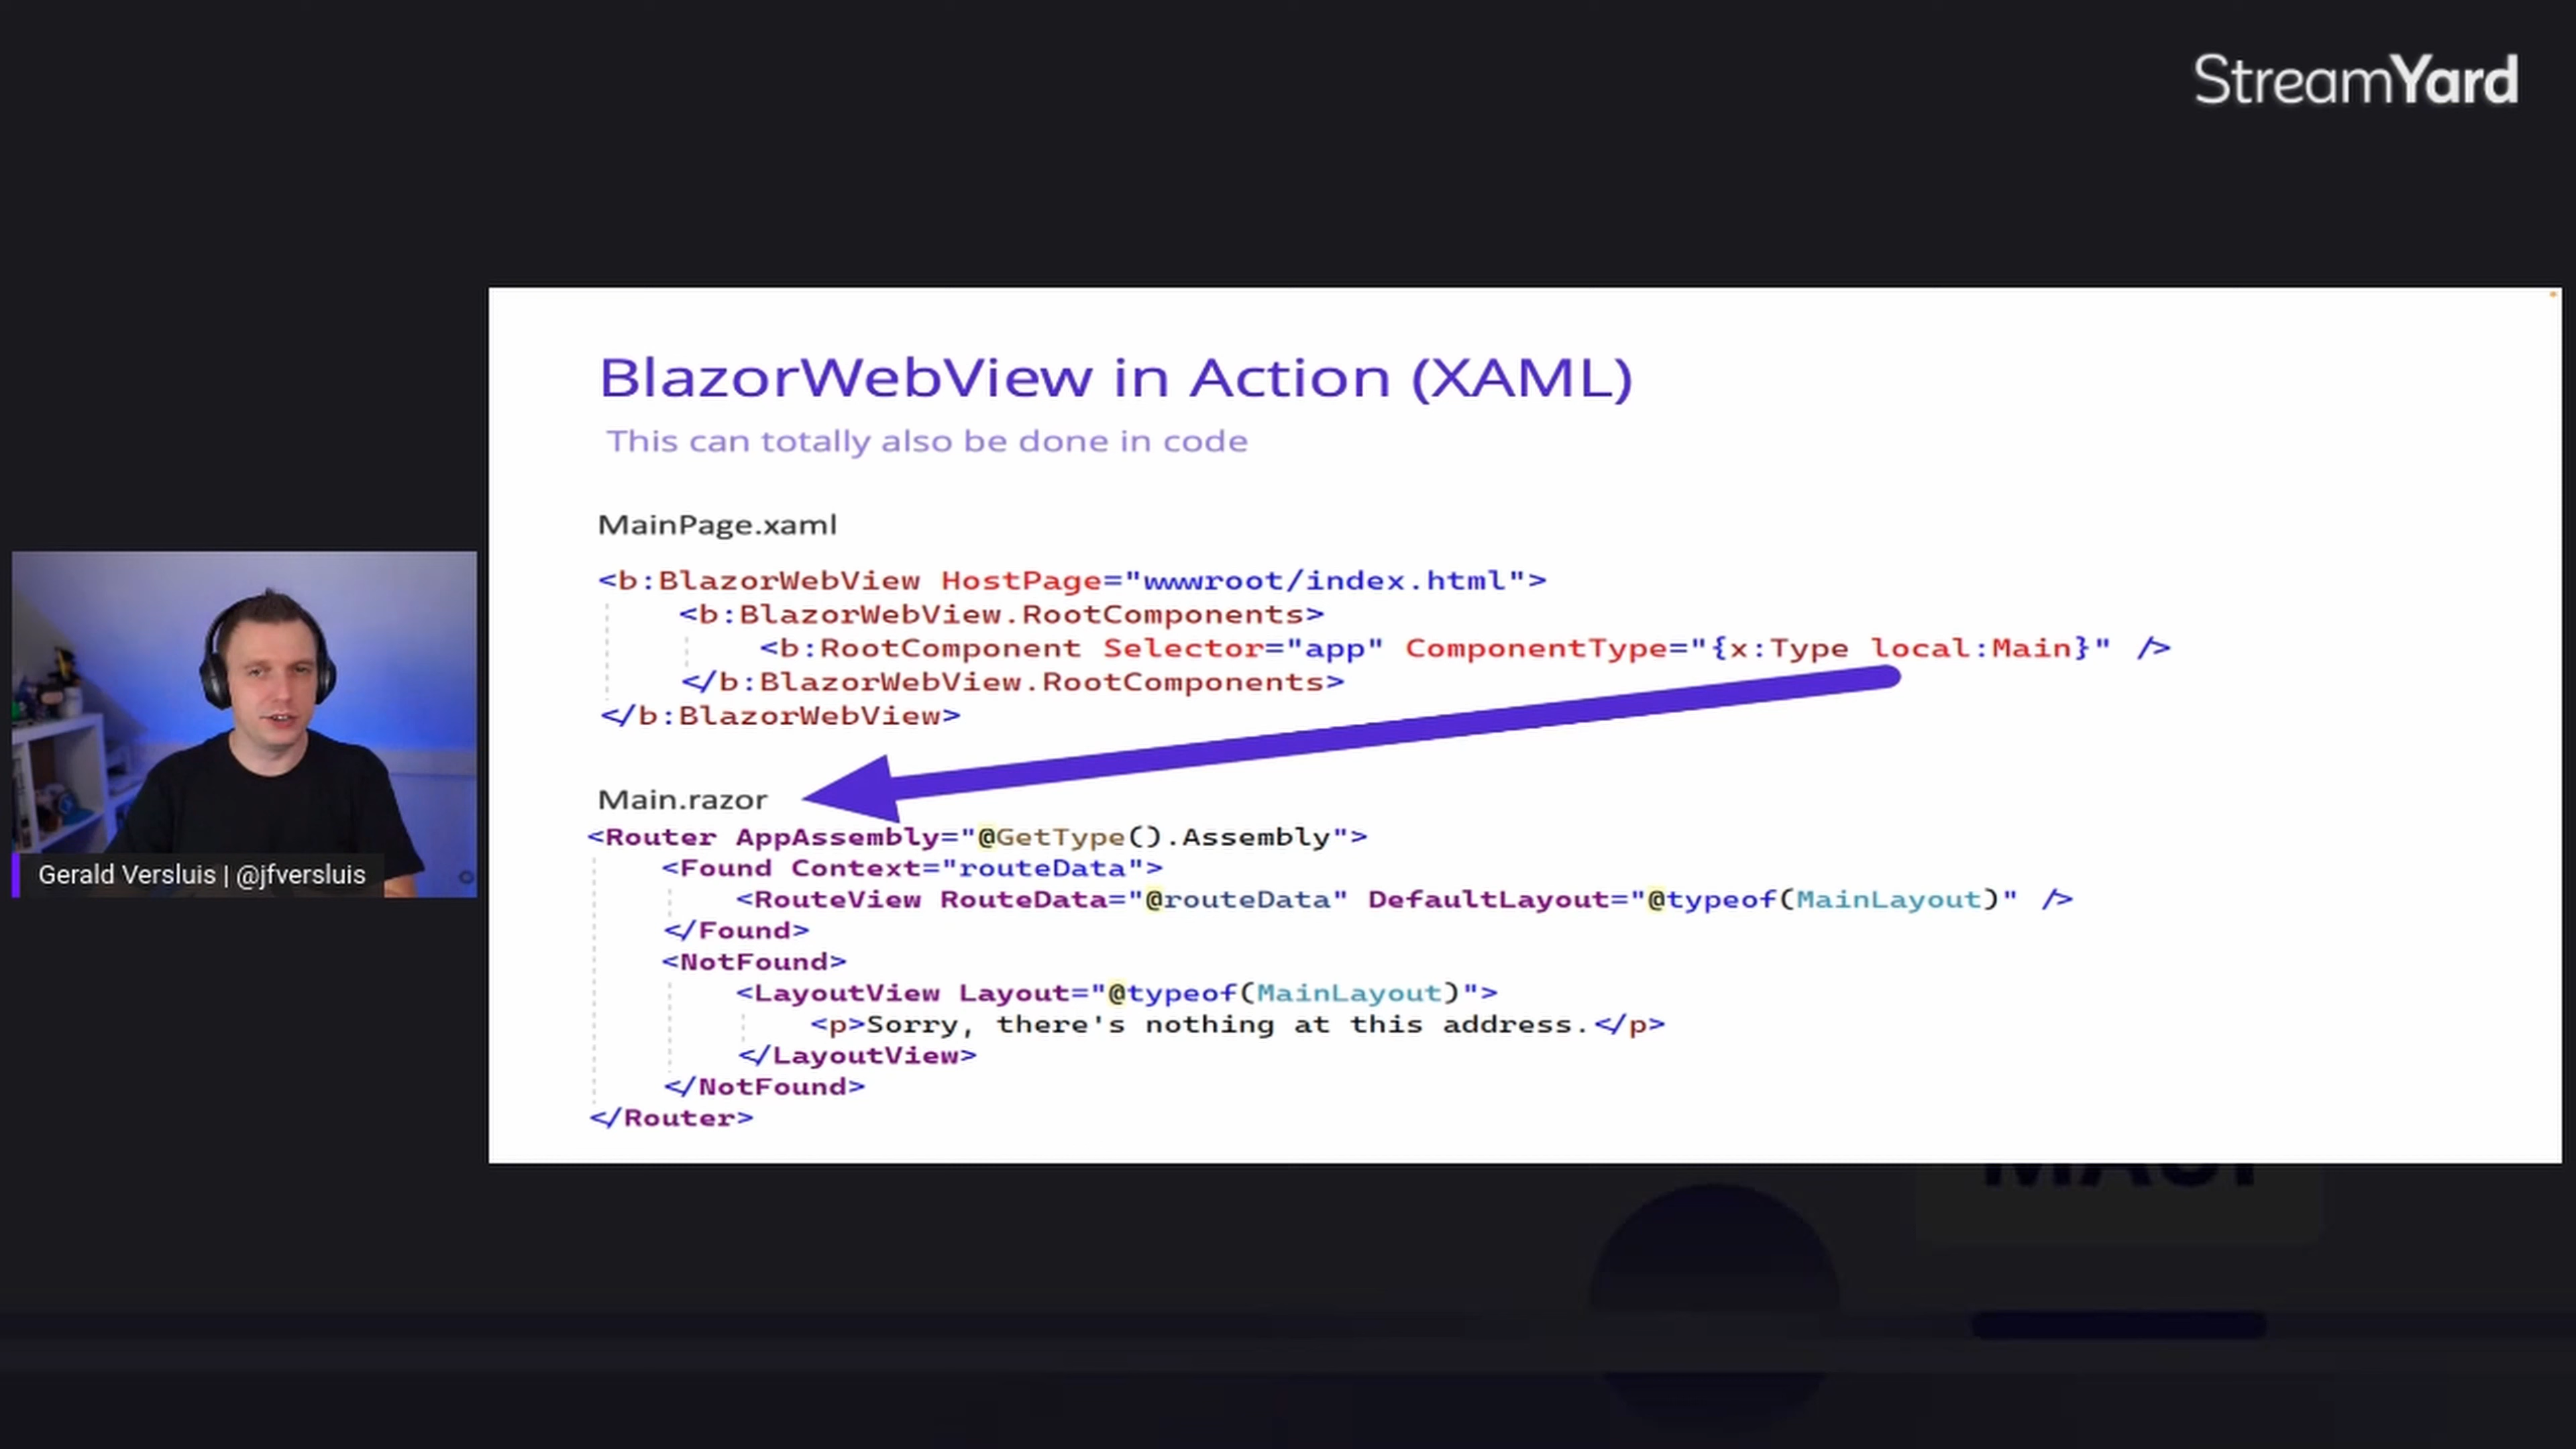 StreamYard
BlazorWebView in Action (XAML)
This can totally also be done in code
MainPage.xaml
<b:BlazorWebView HostPage="wwwroot/index.html">
<b:BlazorWebView.RootComponents>
<b:RootComponent Selector="app" ComponentType="{x:Type local:Main}" />
</b:BlazorWebView.RootComponents>
</b:BlazorWebView>
Main.razor
<Router AppAssembly="@GetType().Assembly">
<Found Context="routeData">
<RouteView RouteData="@routeData" DefaultLayout="@typeof(MainLayout)" />
</Found>
<NotFound>
<LayoutView Layout="@typeof(MainLayout)">
<p>Sorry, there's nothing at this address.</p>
</LayoutView>
</NotFound>
</Router>
Gerald Versluis | @jfversluis
MAUI